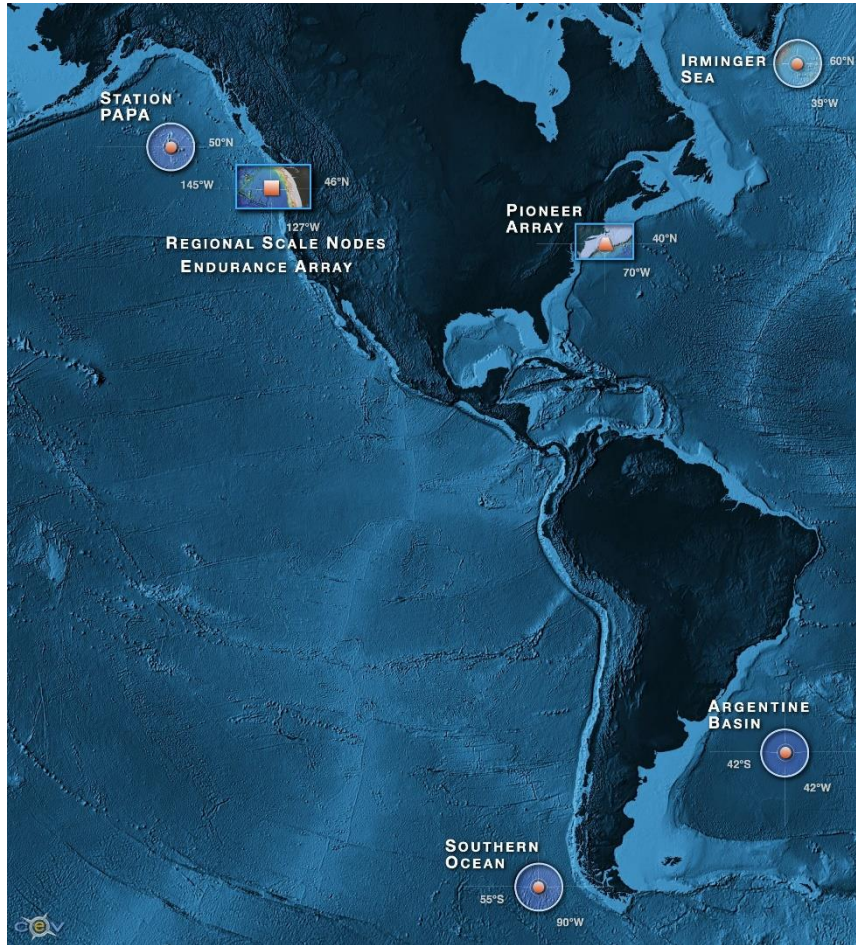 IRMINGER
SEA
60°N
39°W
STATION
PAPA
50°N
145°W
46°N
127°W
REGIONAL SCALE NODES
ENDURANCE ARRAY
PIONEER
ARRAY
40°N
70°W
ARGENTINE
BASIN
42°S
42°W
SOUTHERN
OCEAN
55°S
90°W
cev